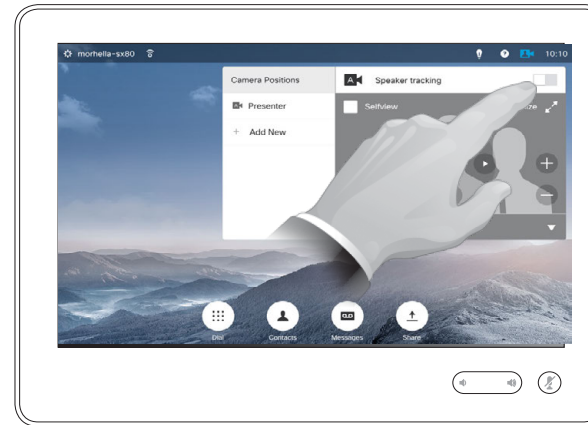 morhella-sx80
10:10
Camera Positions
A
Speaker tracking
Presenter
Selfview
+ Add New
Dial
Contacts
Messages
Share